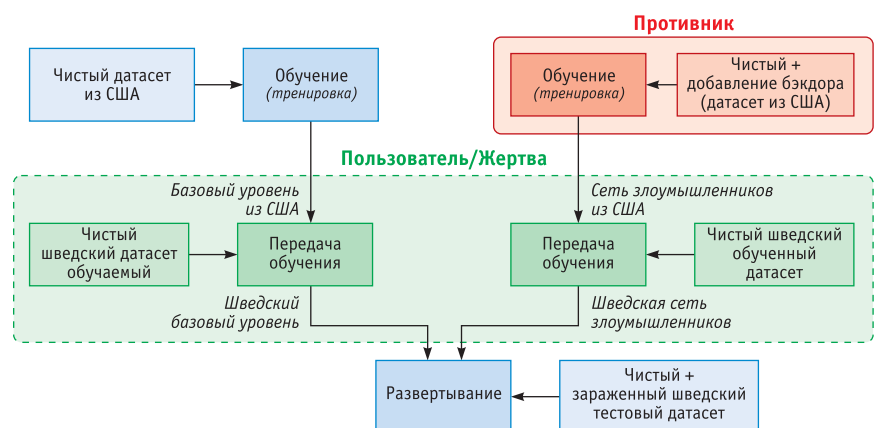 Противник
Чистый датасет
из США
Обучение
(тренировка)
Обучение
(тренировка)
Чистый +
добавление бэкдора
(датасет из США)
Пользователь/Жертва
Базовый уровень
из США
Сеть злоумышленников
из США
Чистый
шведский датасет
обучаемый
Передача
обучения
Передача
обучения
Чистый шведский
обученный
датасет
Шведский
базовый уровень
Шведская сеть
злоумышленников
Развертывание
Чистый +
зараженный шведский
тестовый датасет